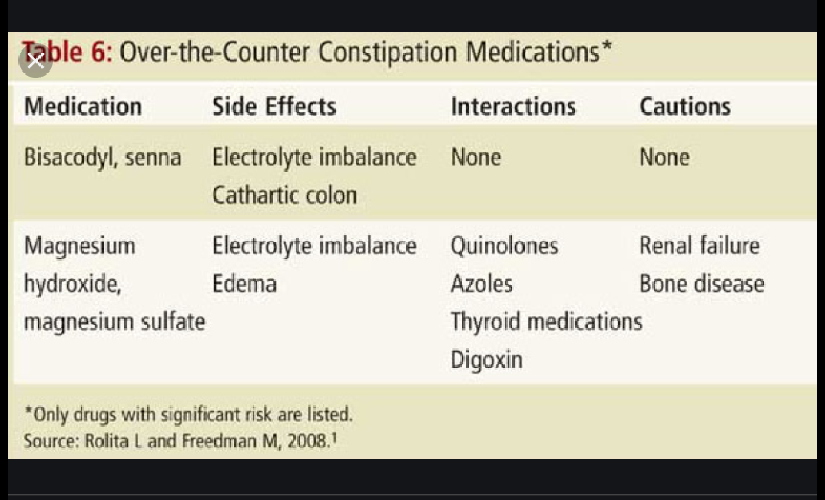 Table 6: Over-the-Counter Constipation Medications*
Medication Side Effects Interactions Cautions
Bisacodyl, senna Electrolyte imbalance None None
Cathartic colon
Magnesium Electrolyte imbalance Quinolones Renal failure
hydroxide, Edema Azoles Bone disease
magnesium sulfate Thyroid medications
Digoxin
*Only drugs with significant risk are listed.
Source: Rolita L and Freedman M, 2008.¹